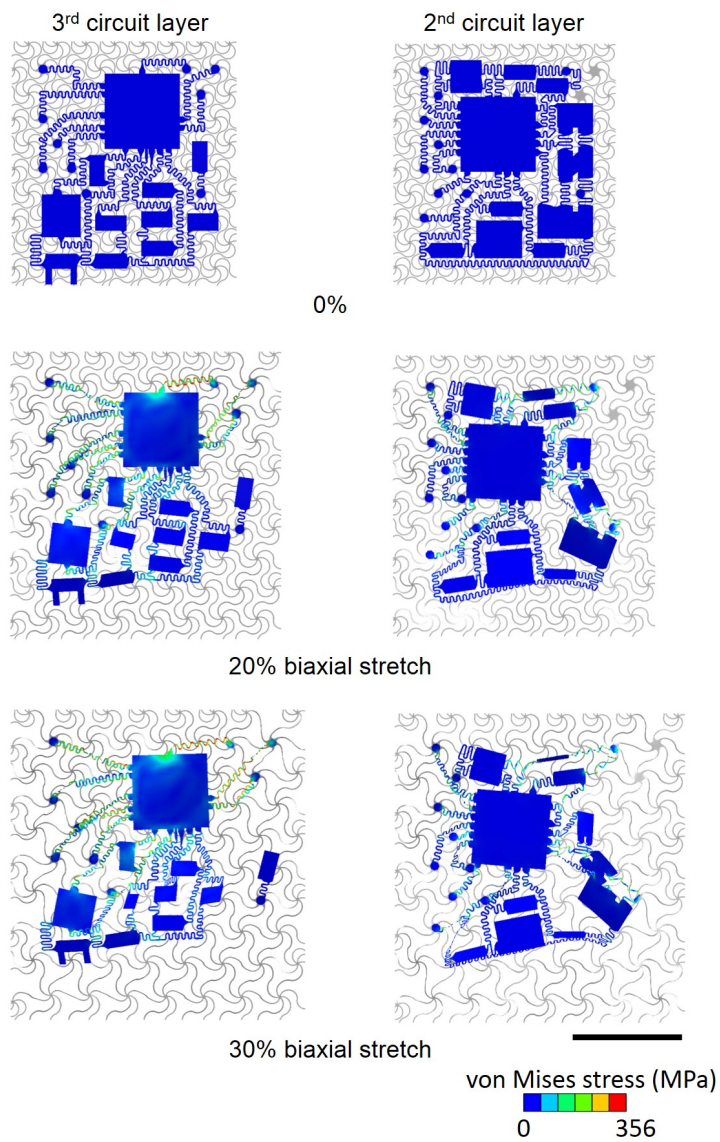 3rd circuit layer
2nd circuit layer
0%
20% biaxial stretch
30% biaxial stretch
von Mises stress (MPa)
0 356